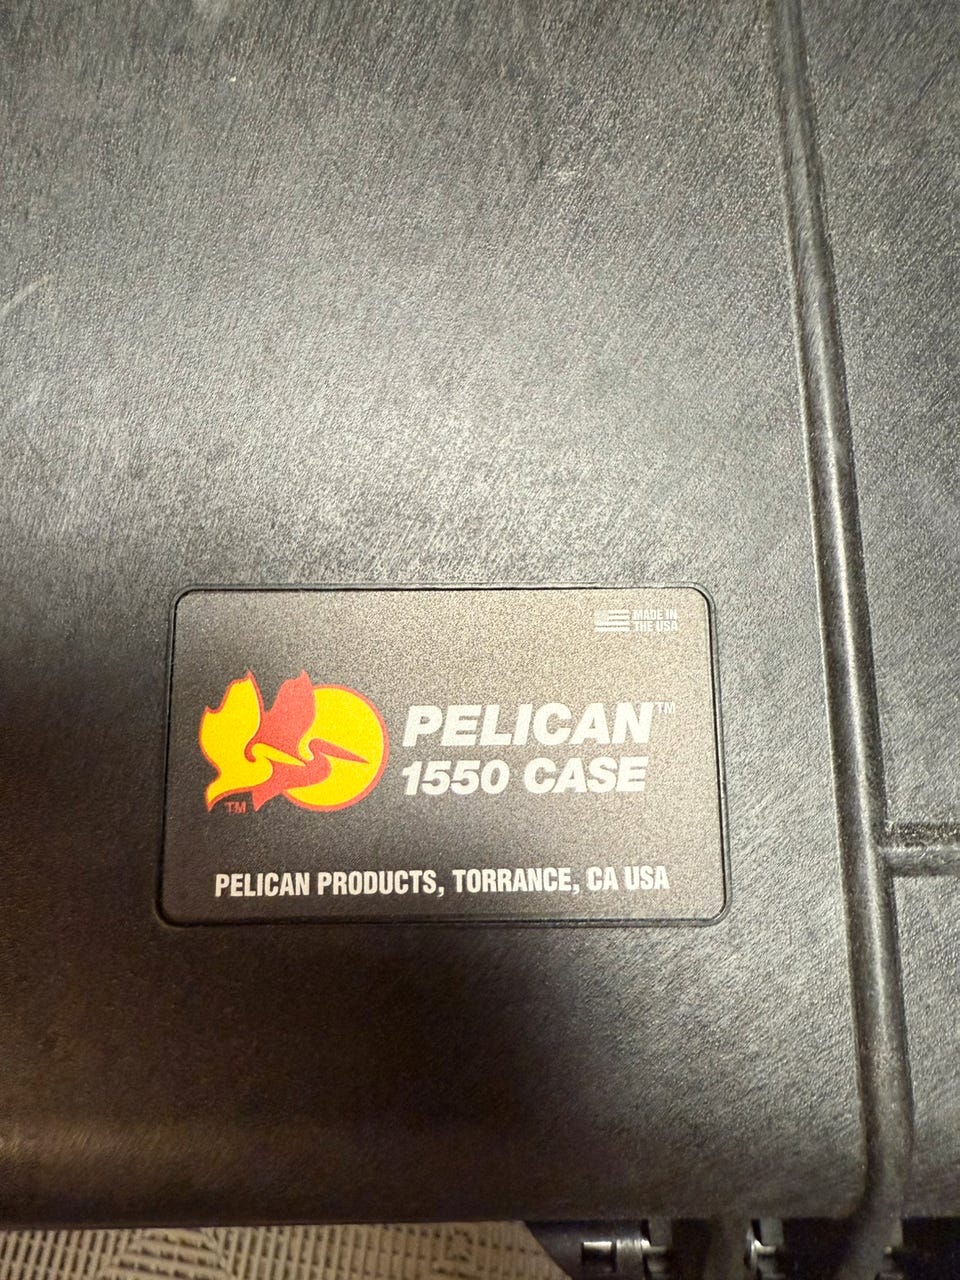 MADE IN
THE USA
PELICAN™
1550 CASE
TM
PELICAN PRODUCTS, TORRANCE, CA USA